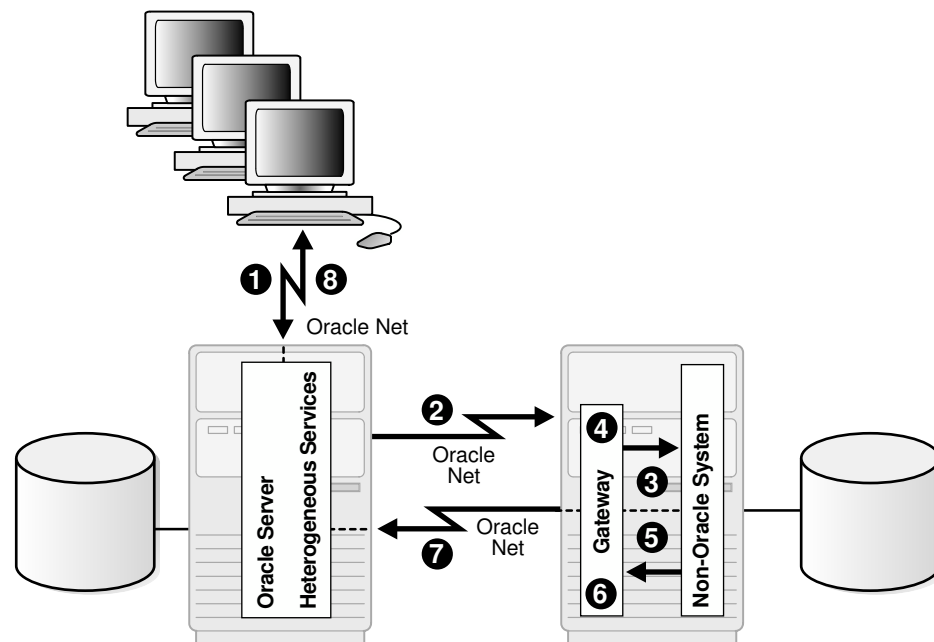 1
8
Oracle Net
Oracle Server
Heterogeneous Services
2
Oracle
Net
7
Oracle
Net
Gateway
4
3
5
6
Non-Oracle System